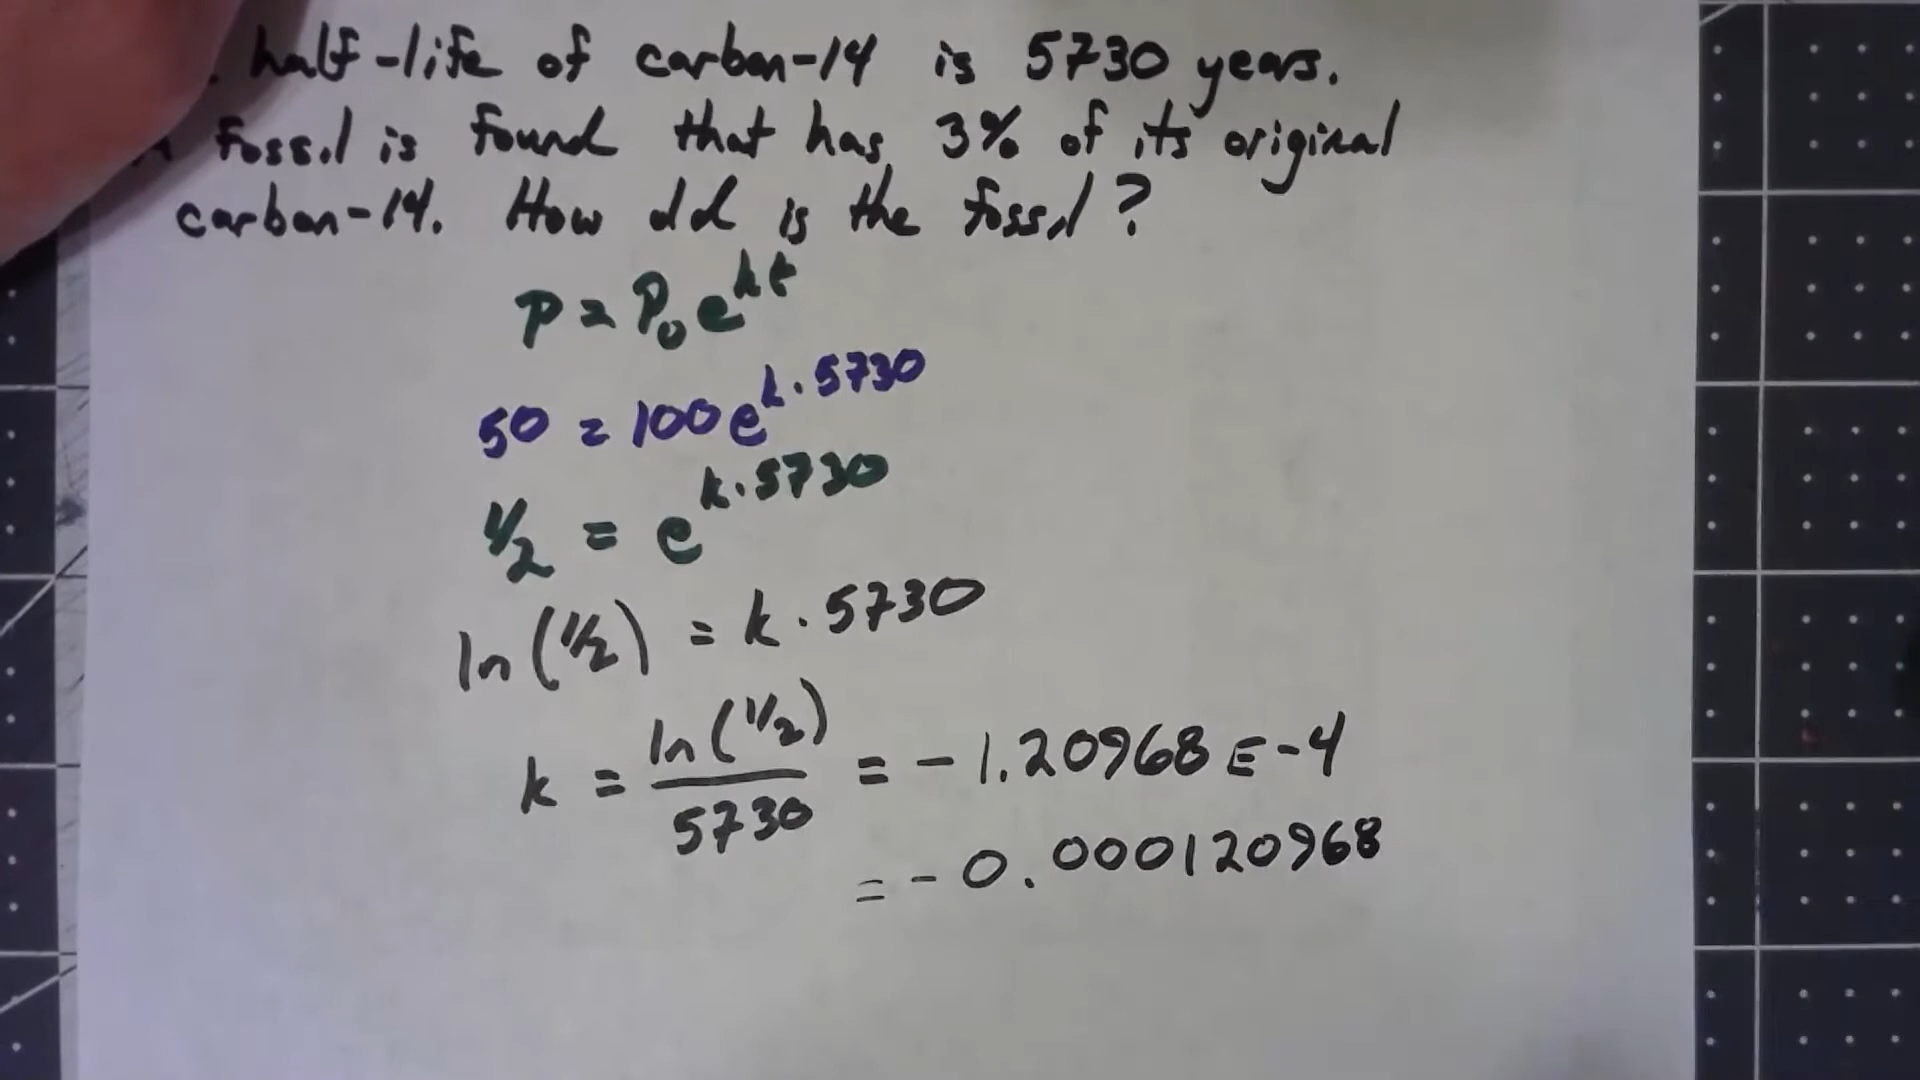 half-life of carbon-14 is 5730 years.
fossil is found that has 3% of its original
carbon-14. How old is the fossil?
P = P₀e^kt
50 = 100e^k·5730
1/2 = e^k·5730
ln(1/2) = k·5730
k = ln(1/2)/5730 = -1.20968E-4
= -0.000120968